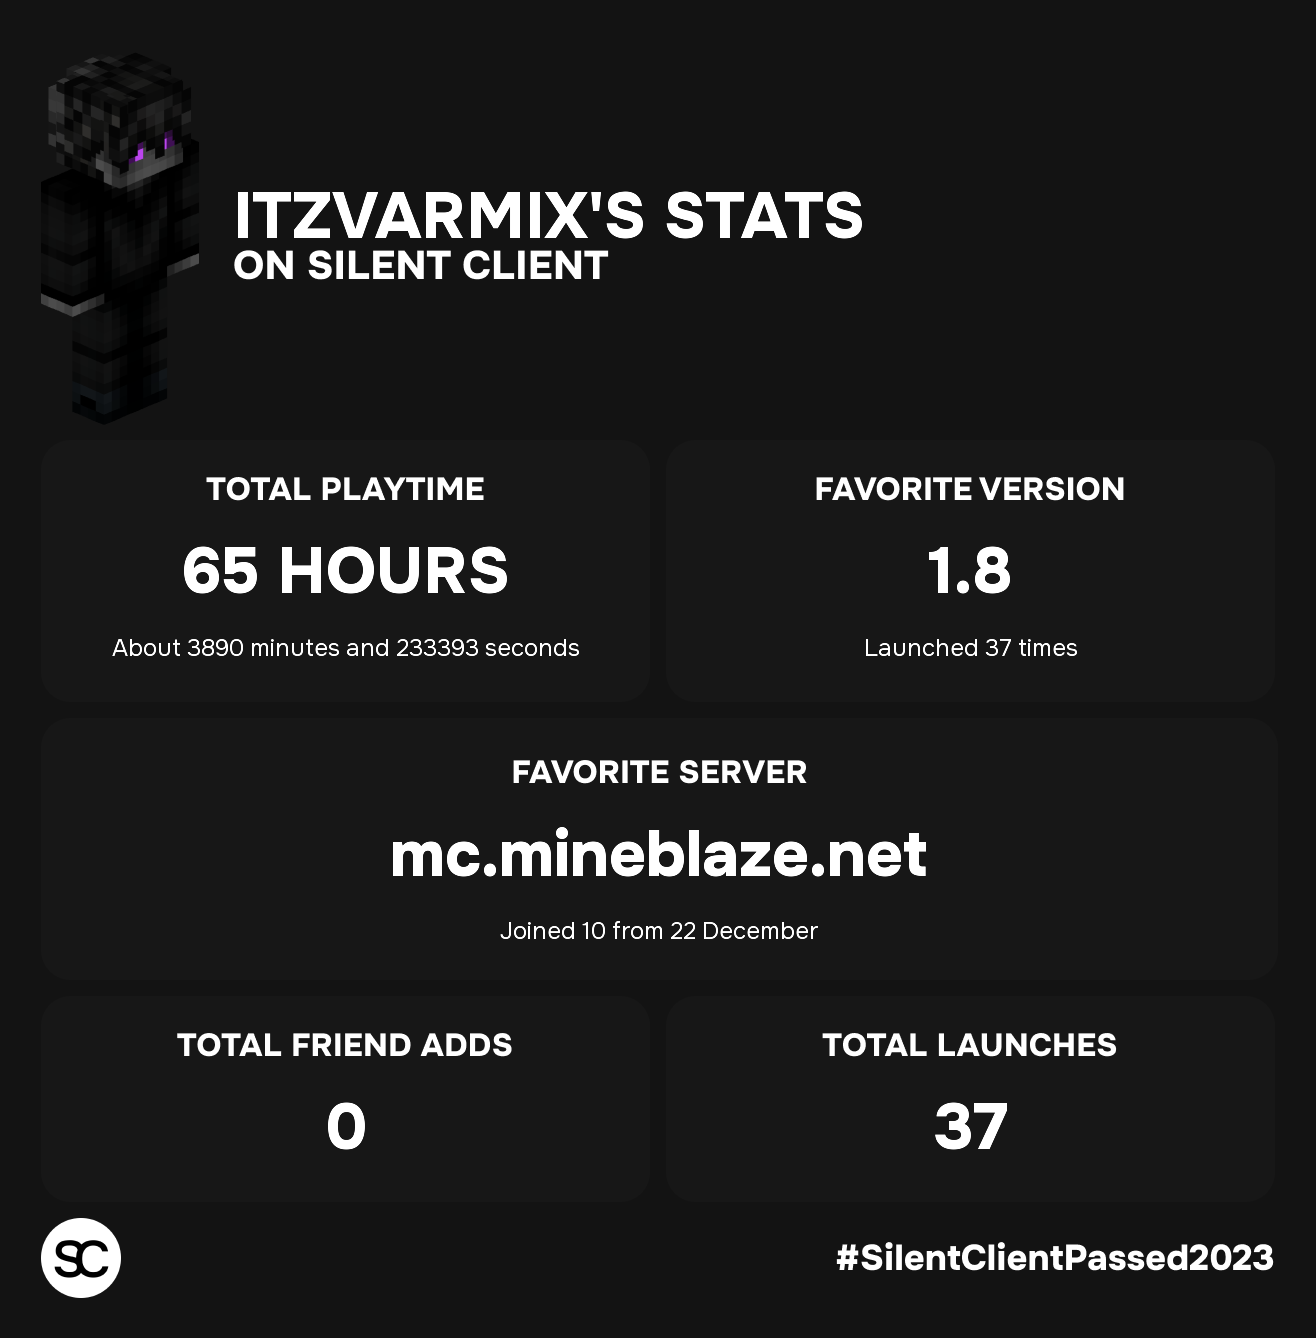 ITZVARMIX'S STATS
ON SILENT CLIENT
TOTAL PLAYTIME
65 HOURS
About 3890 minutes and 233393 seconds
FAVORITE VERSION
1.8
Launched 37 times
FAVORITE SERVER
mc.mineblaze.net
Joined 10 from 22 December
TOTAL FRIEND ADDS
0
TOTAL LAUNCHES
37
SC
#SilentClientPassed2023